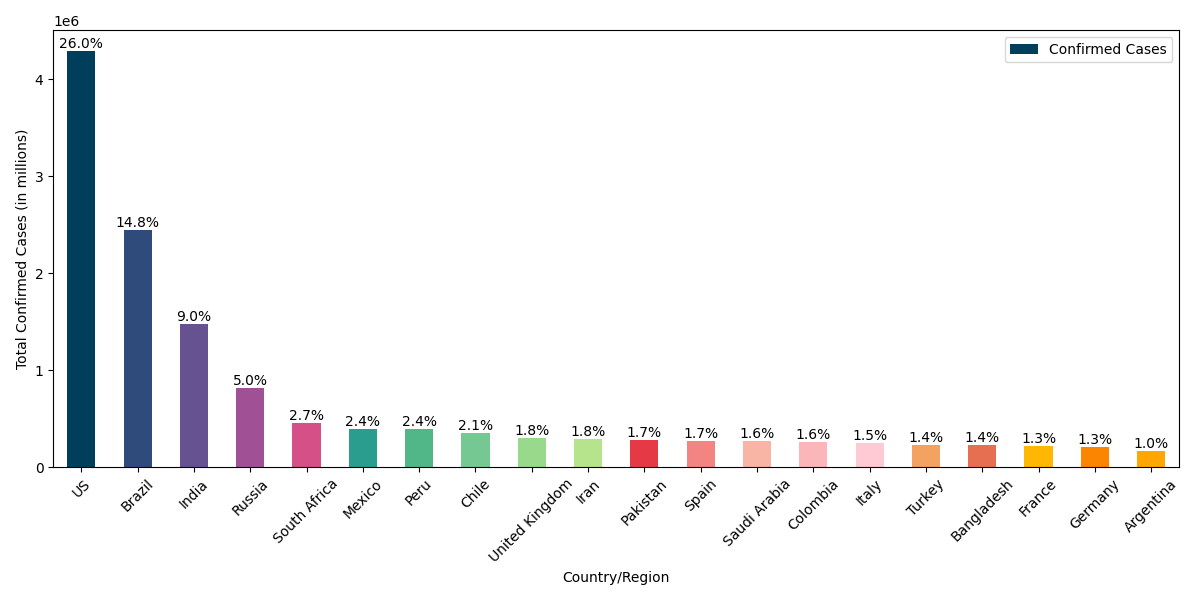 1e6
Confirmed Cases
Total Confirmed Cases (in millions)
4
3
2
1
0
26.0%
14.8%
9.0%
5.0%
2.7%
2.4%
2.4%
2.1%
1.8%
1.8%
1.7%
1.7%
1.6%
1.6%
1.5%
1.4%
1.4%
1.3%
1.3%
1.0%
US
Brazil
India
Russia
South Africa
Mexico
Peru
Chile
United Kingdom
Iran
Pakistan
Spain
Saudi Arabia
Colombia
Italy
Turkey
Bangladesh
France
Germany
Argentina
Country/Region